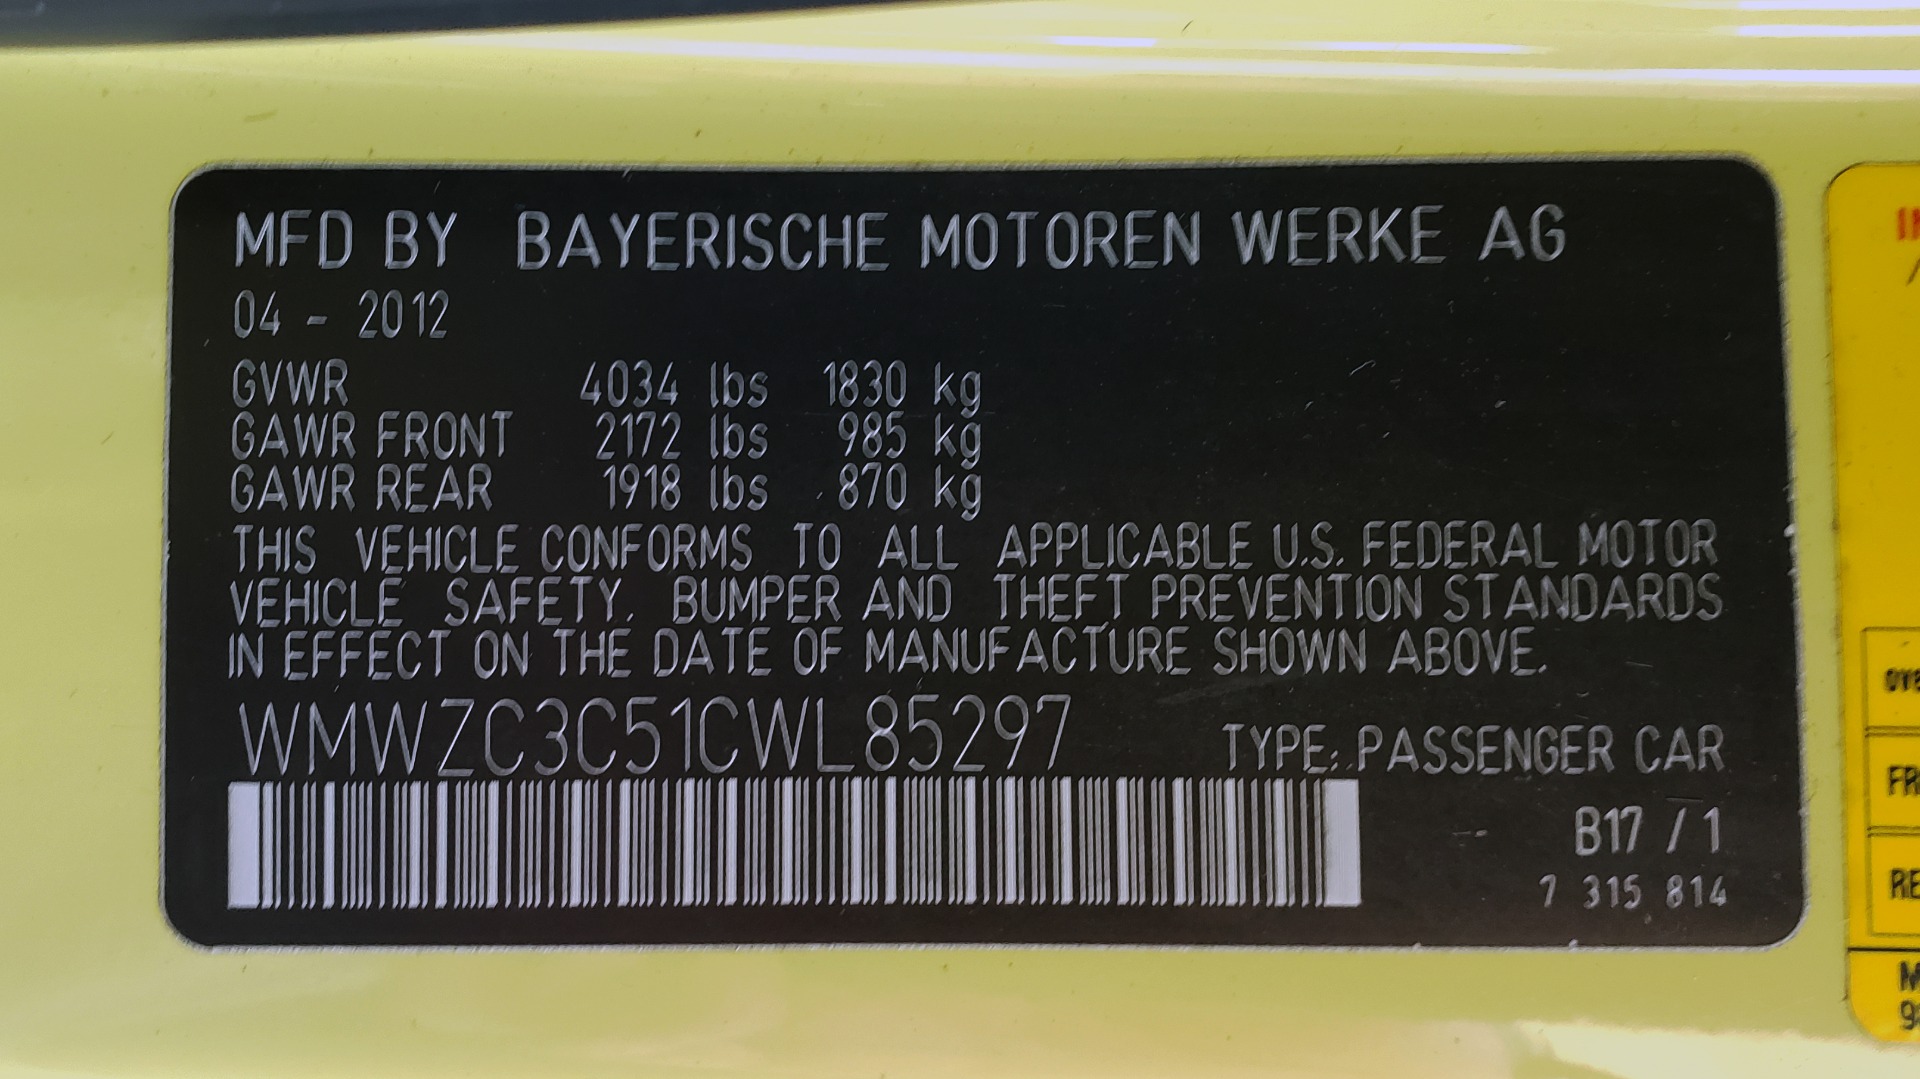 MFD BY BAYERISCHE MOTOREN WERKE AG
04 - 2012
GVWR 4034 lbs 1830 kg
GAWR FRONT 2172 lbs 985 kg
GAWR REAR 1918 lbs 870 kg
THIS VEHICLE CONFORMS TO ALL APPLICABLE U.S. FEDERAL MOTOR
VEHICLE SAFETY, BUMPER AND THEFT PREVENTION STANDARDS
IN EFFECT ON THE DATE OF MANUFACTURE SHOWN ABOVE.
WMWZC3C51CWL85297 TYPE: PASSENGER CAR
B17 / 1
7 315 814